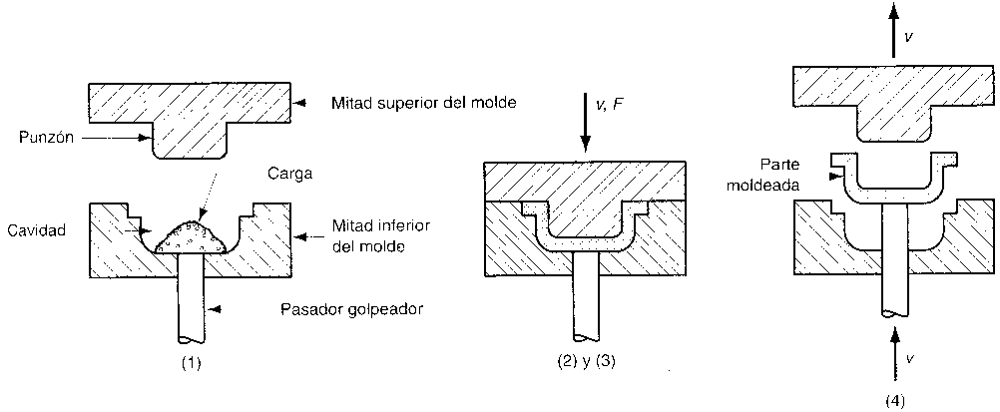 Mitad superior del molde
Punzón
Carga
Cavidad
Mitad inferior
del molde
Pasador golpeador
(1)
v, F
(2) y (3)
v
Parte
moldeada
v
(4)